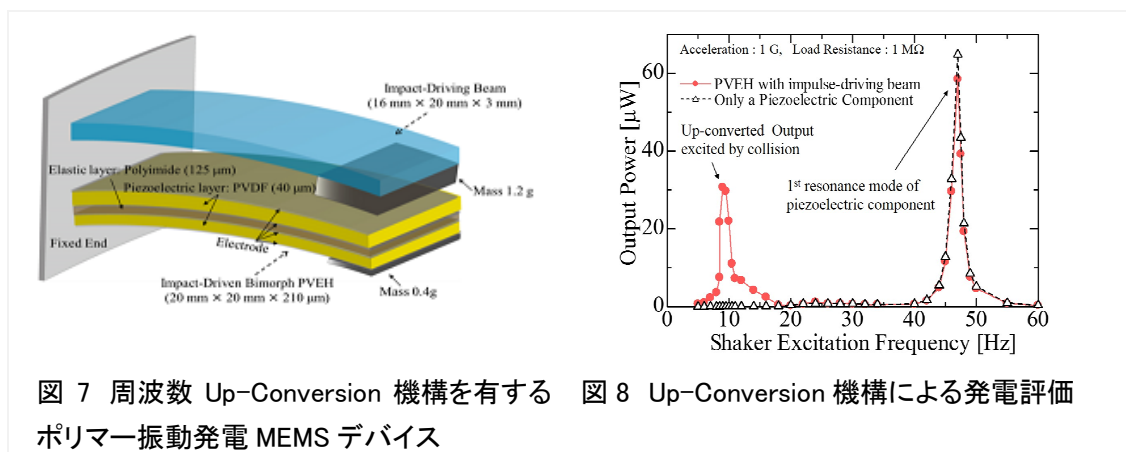 Impact-Driving Beam
(16 mm × 20 mm × 3 mm)
Elastic layer: Polyimide (125 μm)
Piezoelectric layer: PVDF (40 μm)
Mass 1.2 g
Fixed End
Electrode
Impact-Driven Bimorph PVEH
(20 mm × 20 mm × 210 μm)
Mass 0.4g
Acceleration : 1 G, Load Resistance : 1 MΩ
PVEH with impulse-driving beam
Only a Piezoelectric Component
Up-converted Output
excited by collision
1st resonance mode of
piezoelectric component
Output Power [μW]
60
40
20
0
0 10 20 30 40 50 60
Shaker Excitation Frequency [Hz]
図 7 周波数 Up-Conversion 機構を有する
ポリマー振動発電 MEMS デバイス
図 8 Up-Conversion 機構による発電評価